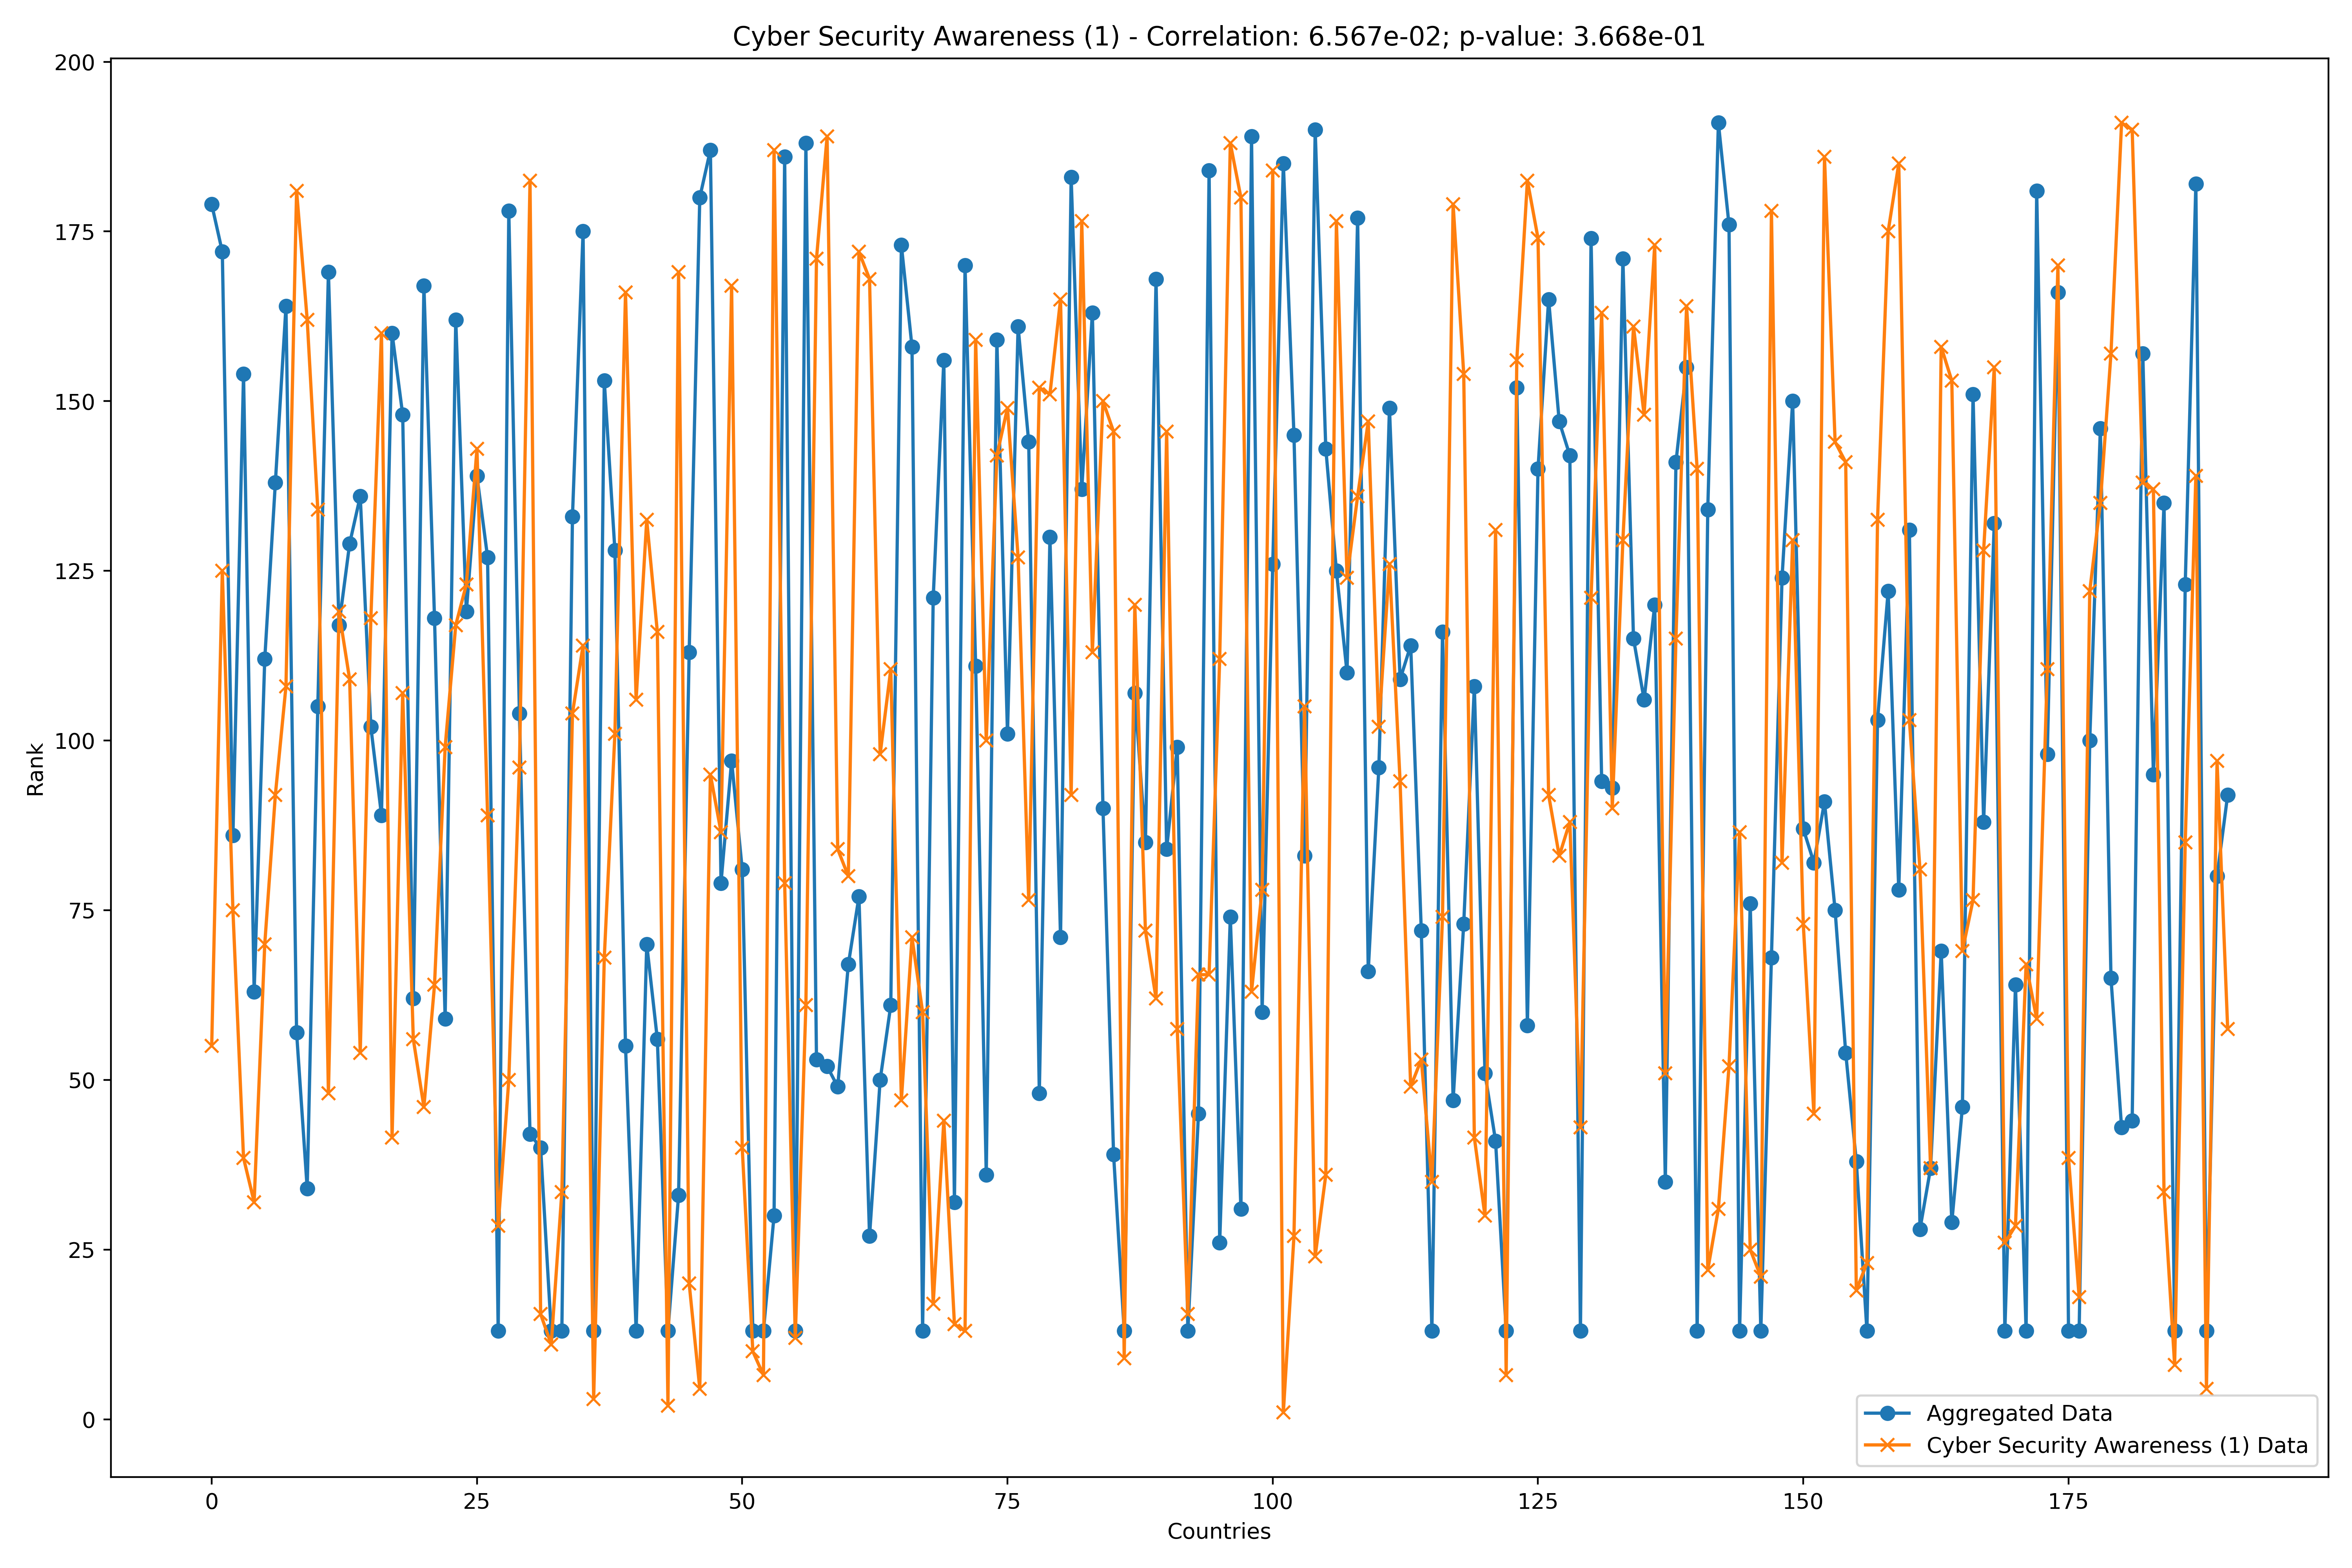 Cyber Security Awareness (1) - Correlation: 6.567e-02; p-value: 3.668e-01
200
175
150
125
100
75
50
25
0
Rank
0 25 50 75 100 125 150 175
Countries
Aggregated Data
Cyber Security Awareness (1) Data